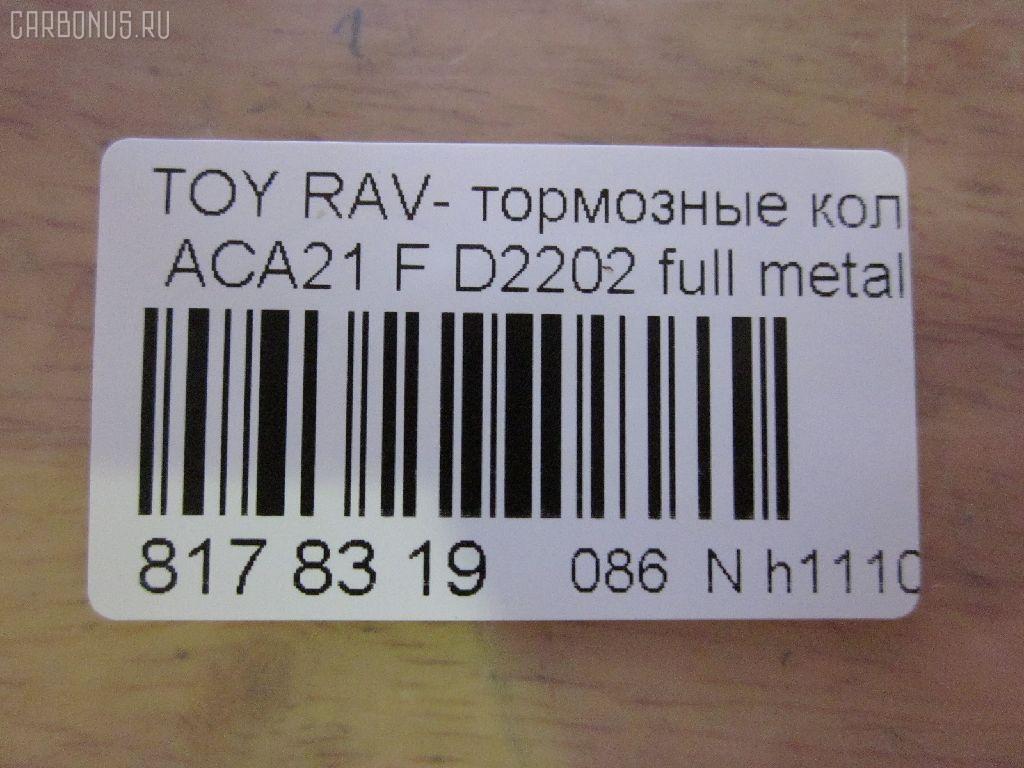 CARBONUS.RU
1
TOY RAV- тормозные кол
ACA21 F D2202 full metal
817 83 19 086 N h1110